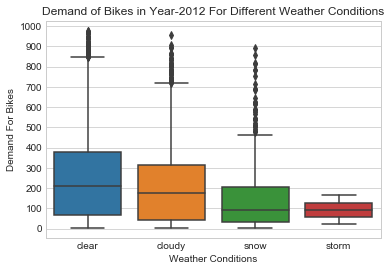 Demand of Bikes in Year-2012 For Different Weather Conditions
1000
900
800
700
600
500
400
300
200
100
0
Demand For Bikes
clear cloudy snow storm
Weather Conditions